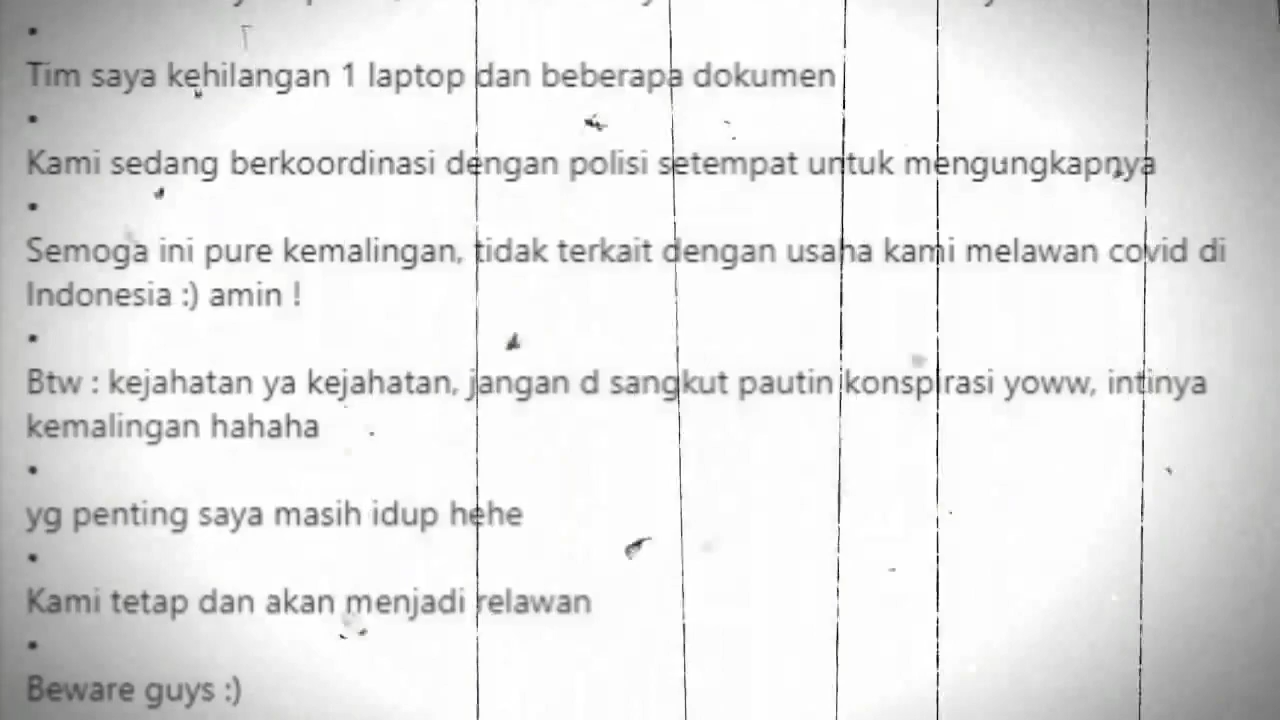 •
Tim saya kehilangan 1 laptop dan beberapa dokumen
•
Kami sedang berkoordinasi dengan polisi setempat untuk mengungkapnya
•
Semoga ini pure kemalingan, tidak terkait dengan usaha kami melawan covid di
Indonesia :) amin !
•
Btw : kejahatan ya kejahatan, jangan d sangkut pautin konspirasi yoww, intinya
kemalingan hahaha
•
yg penting saya masih idup hehe
•
Kami tetap dan akan menjadi relawan
•
Beware guys :)